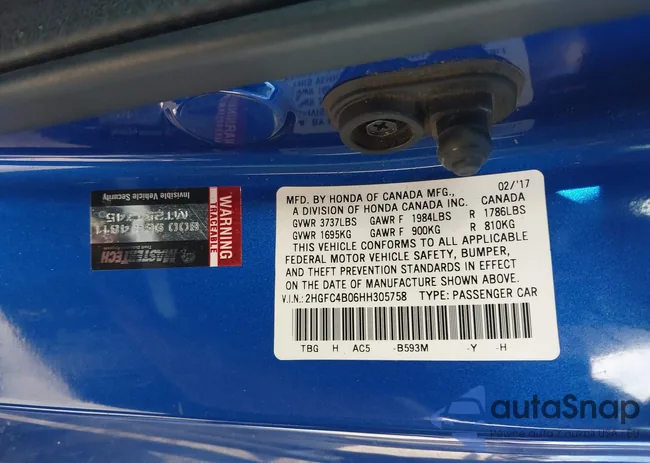 MFD. BY HONDA OF CANADA MFG., 02/'17
A DIVISION OF HONDA CANADA INC. CANADA
GVWR 3737LBS GAWR F 1984LBS R 1786LBS
GVWR 1695KG GAWR F 900KG R 810KG
THIS VEHICLE CONFORMS TO ALL APPLICABLE
FEDERAL MOTOR VEHICLE SAFETY, BUMPER,
AND THEFT PREVENTION STANDARDS IN EFFECT
ON THE DATE OF MANUFACTURE SHOWN ABOVE.
V.I.N.: 2HGFC4B06HH305758 TYPE: PASSENGER CAR
TBG H AC5 -B593M -Y -H
WARNING
TRACEABLE
MASTERTECH
Invisible Vehicle Security
autaSnap